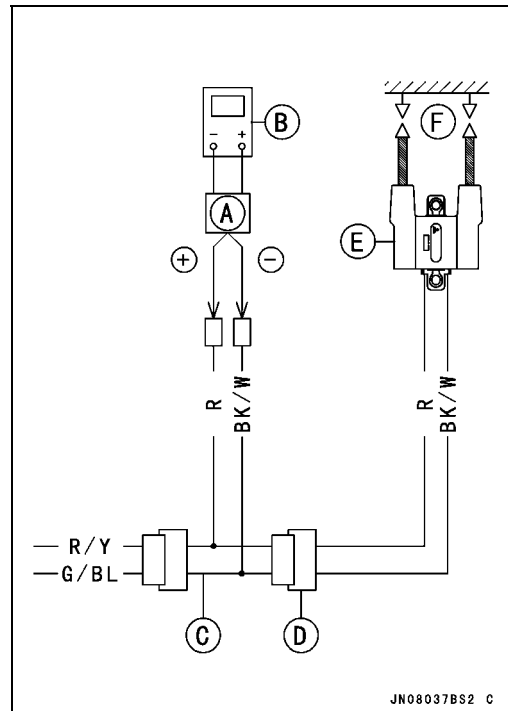 B
F
- +
A
E
+ -
R
BK/W
R
BK/W
R/Y
G/BL
C
D
JN08037BS2 C